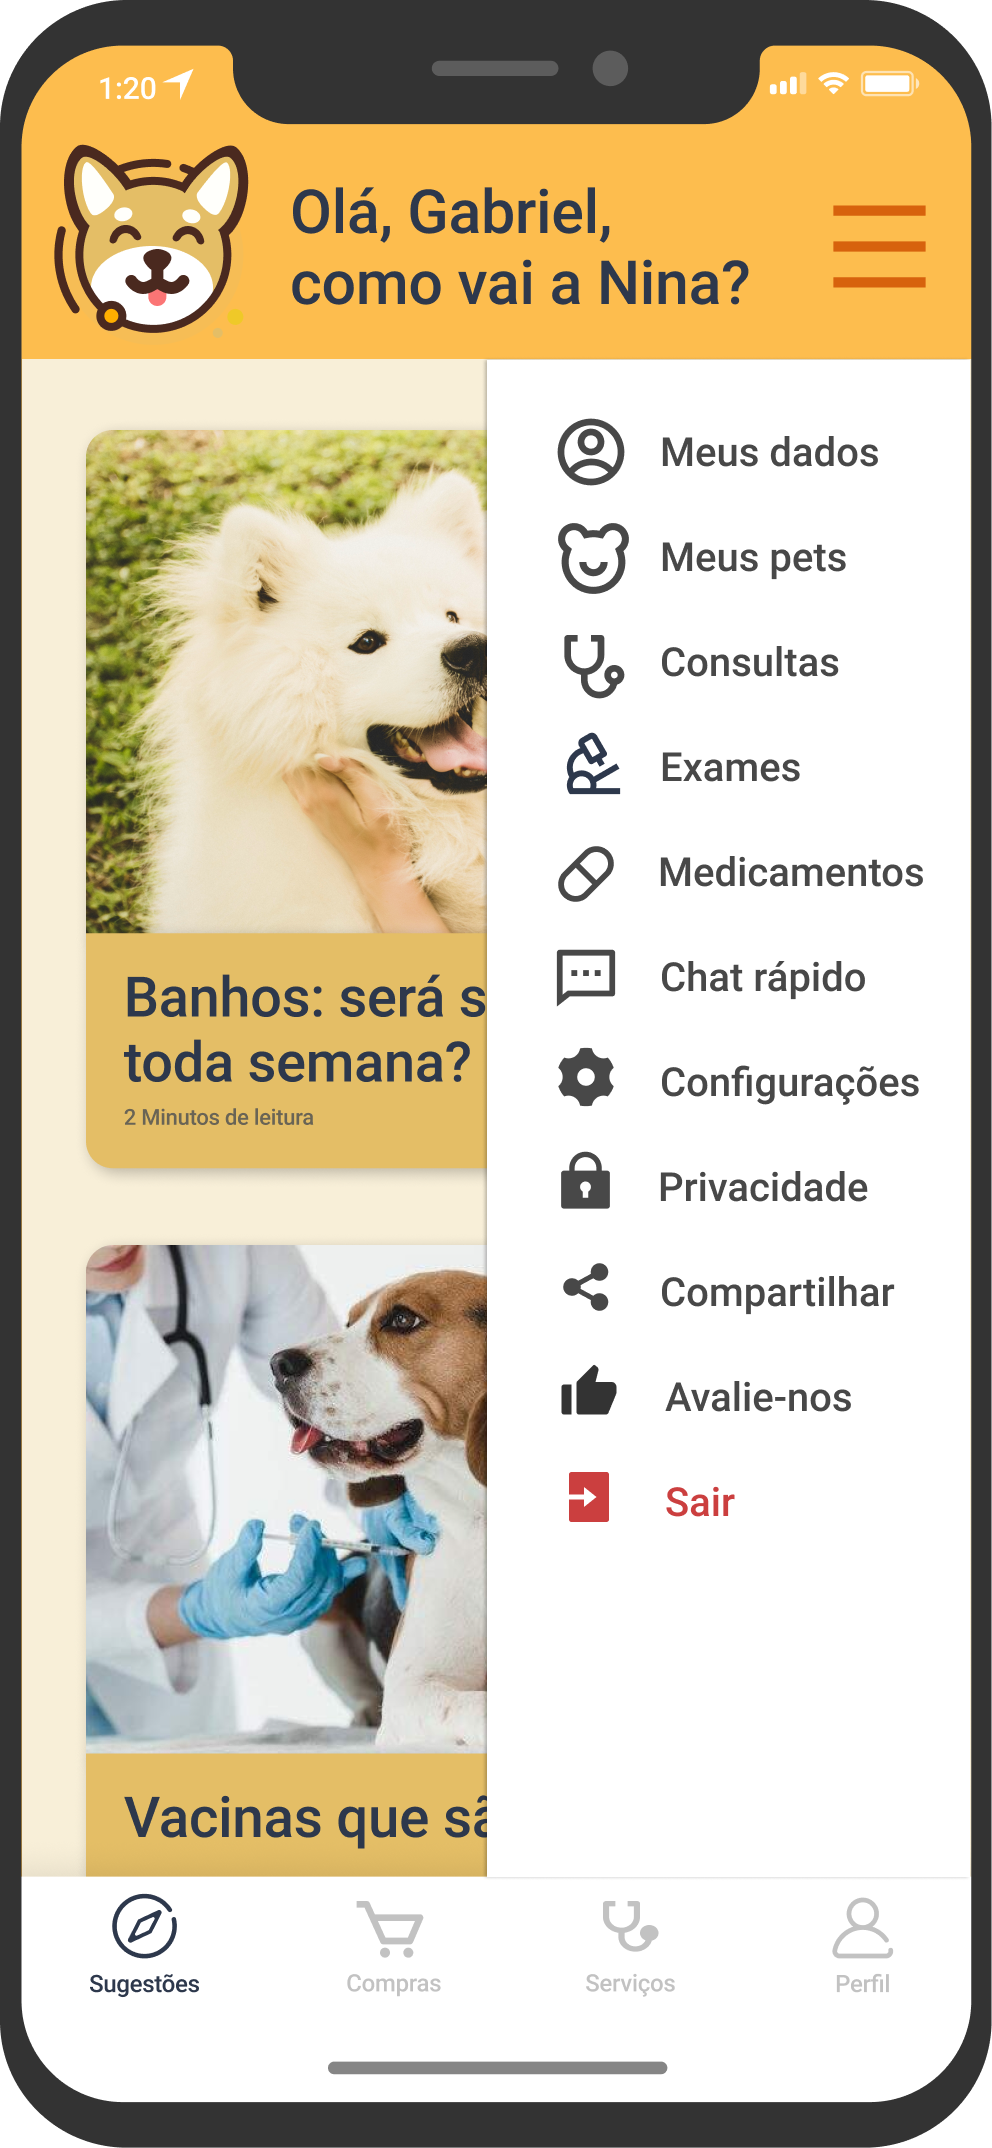 1:20
Olá, Gabriel,
como vai a Nina?
Banhos: será s
toda semana?
2 Minutos de leitura
Vacinas que sã
Meus dados
Meus pets
Consultas
Exames
Medicamentos
Chat rápido
Configurações
Privacidade
Compartilhar
Avalie-nos
Sair
Sugestões
Compras
Serviços
Perfil